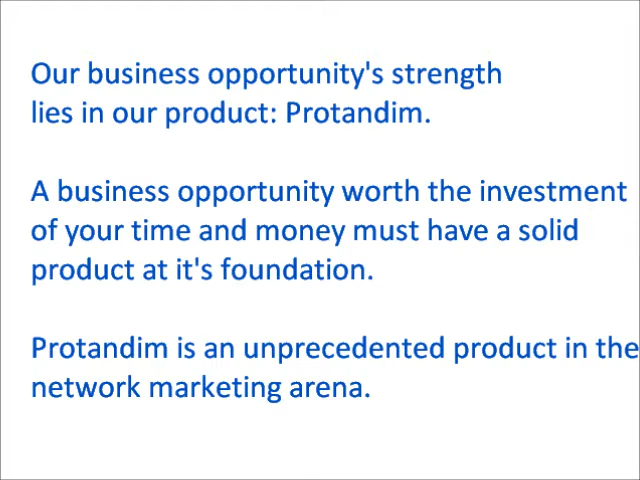 Our business opportunity's strength
lies in our product: Protandim.
A business opportunity worth the investment
of your time and money must have a solid
product at it's foundation.
Protandim is an unprecedented product in the
network marketing arena.